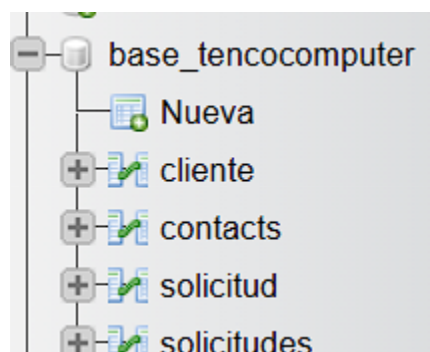 base_tencocomputer
Nueva
cliente
contacts
solicitud
solicitudes